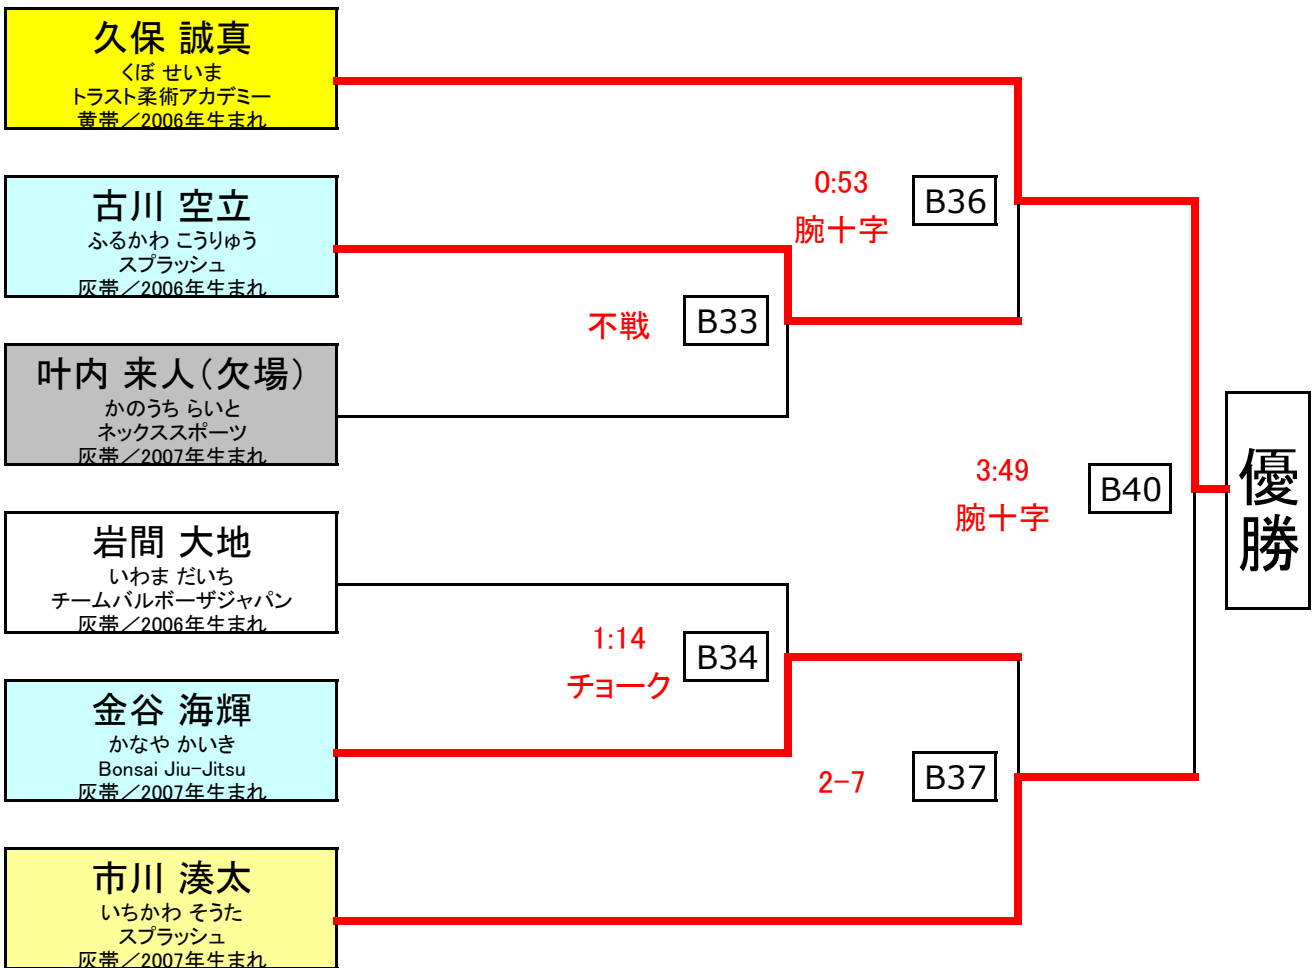 久保 誠真
くぼ せいま
トラスト柔術アカデミー
黄帯／2006年生まれ
古川 空立
ふるかわ こうりゅう
スプラッシュ
灰帯／2006年生まれ
叶内 来人（欠場）
かのうち らいと
ネックススポーツ
灰帯／2007年生まれ
岩間 大地
いわま だいち
チームバルボーザジャパン
灰帯／2006年生まれ
金谷 海輝
かなや かいき
Bonsai Jiu-Jitsu
灰帯／2007年生まれ
市川 湊太
いちかわ そうた
スプラッシュ
灰帯／2007年生まれ
不戦
B33
1:14
チョーク
B34
0:53
腕十字
B36
2-7
B37
3:49
腕十字
B40
優勝